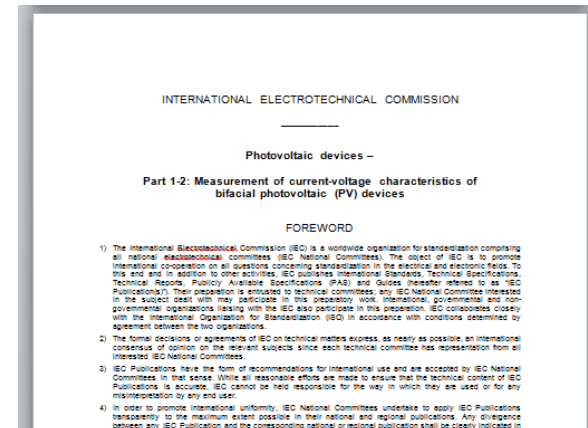 INTERNATIONAL ELECTROTECHNICAL COMMISSION
Photovoltaic devices –
Part 1-2: Measurement of current-voltage characteristics of
bifacial photovoltaic (PV) devices
FOREWORD
1) The International Electrotechnical Commission (IEC) is a worldwide organization for standardization comprising
all national electrotechnical committees (IEC National Committees). The object of IEC is to promote
international co-operation on all questions concerning standardization in the electrical and electronic fields. To
this end and in addition to other activities, IEC publishes International Standards, Technical Specifications,
Technical Reports, Publicly Available Specifications (PAS) and Guides (hereafter referred to as "IEC
Publication(s)"). Their preparation is entrusted to technical committees; any IEC National Committee interested
in the subject dealt with may participate in this preparatory work. International, governmental and non-
governmental organizations liaising with the IEC also participate in this preparation. IEC collaborates closely
with the International Organization for Standardization (ISO) in accordance with conditions determined by
agreement between the two organizations.
2) The formal decisions or agreements of IEC on technical matters express, as nearly as possible, an international
consensus of opinion on the relevant subjects since each technical committee has representation from all
interested IEC National Committees.
3) IEC Publications have the form of recommendations for international use and are accepted by IEC National
Committees in that sense. While all reasonable efforts are made to ensure that the technical content of IEC
Publications is accurate, IEC cannot be held responsible for the way in which they are used or for any
misinterpretation by any end user.
4) In order to promote international uniformity, IEC National Committees undertake to apply IEC Publications
transparently to the maximum extent possible in their national and regional publications. Any divergence
between any IEC Publication and the corresponding national or regional publication shall be clearly indicated in